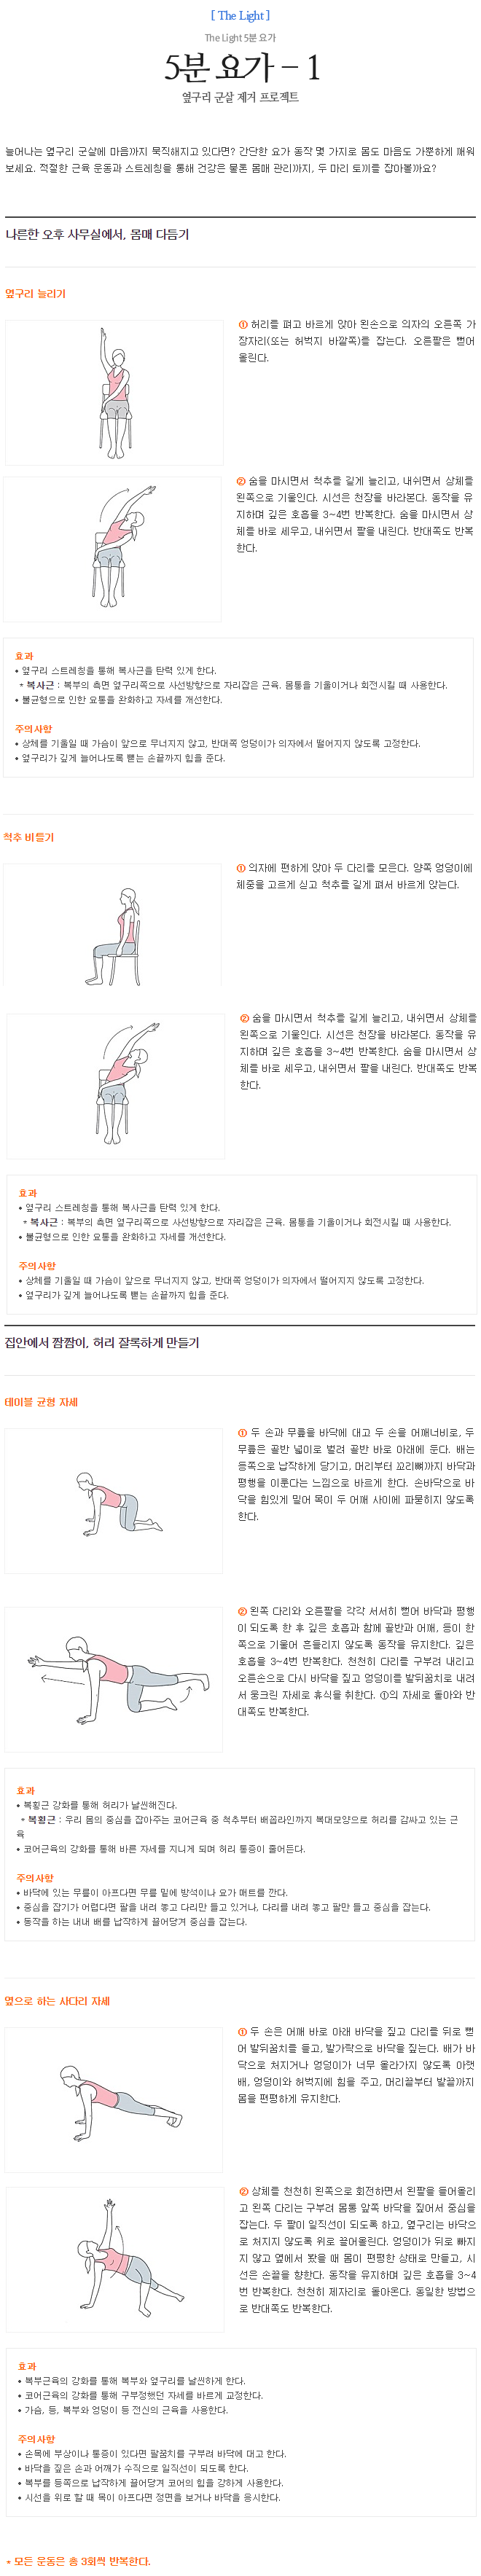 [ The Light ]
The Light 5분 요가
5분 요가 - 1
옆구리 군살 제거 프로젝트
늘어나는 옆구리 군살에 마음까지 묵직해지고 있다면? 간단한 요가 동작 몇 가지로 몸도 마음도 가뿐하게 깨워
보세요. 적절한 근육 운동과 스트레칭을 통해 건강은 물론 몸매 관리까지, 두 마리 토끼를 잡아볼까요?
나른한 오후 사무실에서, 몸매 다듬기
옆구리 늘리기
① 허리를 펴고 바르게 앉아 왼손으로 의자의 오른쪽 가
장자리(또는 허벅지 바깥쪽)를 잡는다. 오른팔은 뻗어
올린다.
② 숨을 마시면서 척추를 길게 늘리고, 내쉬면서 상체를
왼쪽으로 기울인다. 시선은 천장을 바라본다. 동작을 유
지하며 깊은 호흡을 3~4번 반복한다. 숨을 마시면서 상
체를 바로 세우고, 내쉬면서 팔을 내린다. 반대쪽도 반복
한다.
효과
• 옆구리 스트레칭을 통해 복사근을 탄력 있게 한다.
* 복사근 : 복부의 측면 옆구리쪽으로 사선방향으로 자리잡은 근육. 몸통을 기울이거나 회전시킬 때 사용한다.
• 불균형으로 인한 요통을 완화하고 자세를 개선한다.
주의사항
• 상체를 기울일 때 가슴이 앞으로 무너지지 않고, 반대쪽 엉덩이가 의자에서 떨어지지 않도록 고정한다.
• 옆구리가 깊게 늘어나도록 뻗는 손끝까지 힘을 준다.
척추 비틀기
① 의자에 편하게 앉아 두 다리를 모은다. 양쪽 엉덩이에
체중을 고르게 싣고 척추를 길게 펴서 바르게 앉는다.
② 숨을 마시면서 척추를 길게 늘리고, 내쉬면서 상체를
왼쪽으로 기울인다. 시선은 천장을 바라본다. 동작을 유
지하며 깊은 호흡을 3~4번 반복한다. 숨을 마시면서 상
체를 바로 세우고, 내쉬면서 팔을 내린다. 반대쪽도 반복
한다.
효과
• 옆구리 스트레칭을 통해 복사근을 탄력 있게 한다.
* 복사근 : 복부의 측면 옆구리쪽으로 사선방향으로 자리잡은 근육. 몸통을 기울이거나 회전시킬 때 사용한다.
• 불균형으로 인한 요통을 완화하고 자세를 개선한다.
주의사항
• 상체를 기울일 때 가슴이 앞으로 무너지지 않고, 반대쪽 엉덩이가 의자에서 떨어지지 않도록 고정한다.
• 옆구리가 깊게 늘어나도록 뻗는 손끝까지 힘을 준다.
집안에서 짬짬이, 허리 잘록하게 만들기
테이블 균형 자세
① 두 손과 무릎을 바닥에 대고 두 손을 어깨너비로, 두
무릎은 골반 넓이로 벌려 골반 바로 아래에 둔다. 배는
등쪽으로 납작하게 당기고, 머리부터 꼬리뼈까지 바닥과
평행을 이룬다는 느낌으로 바르게 한다. 손바닥으로 바
닥을 힘있게 밀어 목이 두 어깨 사이에 파묻히지 않도록
한다.
② 왼쪽 다리와 오른팔을 각각 서서히 뻗어 바닥과 평행
이 되도록 한 후 깊은 호흡과 함께 골반과 어깨, 등이 한
쪽으로 기울어 흔들리지 않도록 동작을 유지한다. 깊은
호흡을 3~4번 반복한다. 천천히 다리를 구부려 내리고
오른손으로 다시 바닥을 짚고 엉덩이를 발뒤꿈치로 내려
서 웅크린 자세로 휴식을 취한다. ①의 자세로 돌아와 반
대쪽도 반복한다.
효과
• 복횡근 강화를 통해 허리가 날씬해진다.
* 복횡근 : 우리 몸의 중심을 잡아주는 코어근육 중 척추부터 배꼽라인까지 복대모양으로 허리를 감싸고 있는 근
육
• 코어근육의 강화를 통해 바른 자세를 지니게 되며 허리 통증이 줄어든다.
주의사항
• 바닥에 있는 무릎이 아프다면 무릎 밑에 방석이나 요가 매트를 깐다.
• 중심을 잡기가 어렵다면 팔을 내려 놓고 다리만 들고 있거나, 다리를 내려 놓고 팔만 들고 중심을 잡는다.
• 동작을 하는 내내 배를 납작하게 끌어당겨 중심을 잡는다.
옆으로 하는 사다리 자세
① 두 손은 어깨 바로 아래 바닥을 짚고 다리를 뒤로 뻗
어 발뒤꿈치를 들고, 발가락으로 바닥을 짚는다. 배가 바
닥으로 처지거나 엉덩이가 너무 올라가지 않도록 아랫
배, 엉덩이와 허벅지에 힘을 주고, 머리끝부터 발끝까지
몸을 편평하게 유지한다.
② 상체를 천천히 왼쪽으로 회전하면서 왼팔을 들어올리
고 왼쪽 다리는 구부려 몸통 앞쪽 바닥을 짚어서 중심을
잡는다. 두 팔이 일직선이 되도록 하고, 옆구리는 바닥으
로 처지지 않도록 위로 끌어올린다. 엉덩이가 뒤로 빠지
지 않고 옆에서 봤을 때 몸이 편평한 상태로 만들고, 시
선은 손끝을 향한다. 동작을 유지하며 깊은 호흡을 3~4
번 반복한다. 천천히 제자리로 돌아온다. 동일한 방법으
로 반대쪽도 반복한다.
효과
• 복부근육의 강화를 통해 복부와 옆구리를 날씬하게 한다.
• 코어근육의 강화를 통해 구부정했던 자세를 바르게 교정한다.
• 가슴, 등, 복부와 엉덩이 등 전신의 근육을 사용한다.
주의사항
• 손목에 부상이나 통증이 있다면 팔꿈치를 구부려 바닥에 대고 한다.
• 바닥을 짚은 손과 어깨가 수직으로 일직선이 되도록 한다.
• 복부를 등쪽으로 납작하게 끌어당겨 코어의 힘을 강하게 사용한다.
• 시선을 위로 할 때 목이 아프다면 정면을 보거나 바닥을 응시한다.
* 모든 운동은 총 3회씩 반복한다.